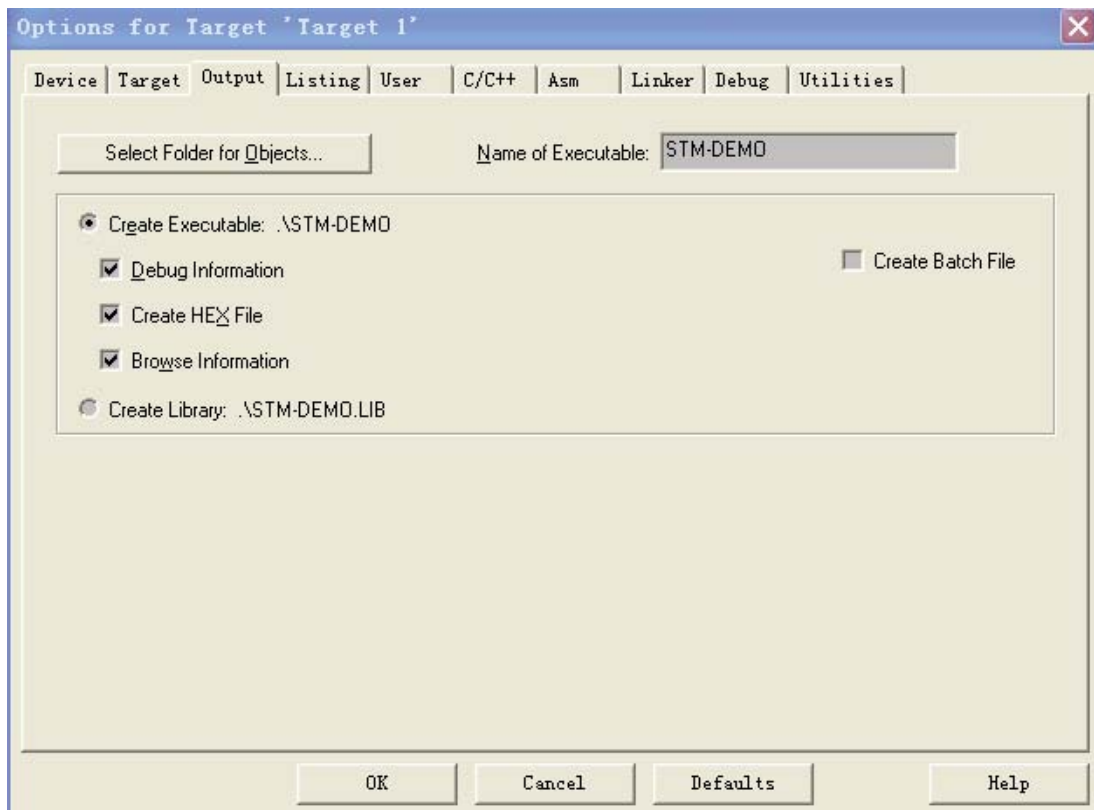 Options for Target 'Target 1'
Device Target Output Listing User C/C++ Asm Linker Debug Utilities
Select Folder for Objects... Name of Executable: STM-DEMO
Create Executable: .\STM-DEMO
Debug Information
Create Batch File
Create HEX File
Browse Information
Create Library: .\STM-DEMO.LIB
OK Cancel Defaults Help